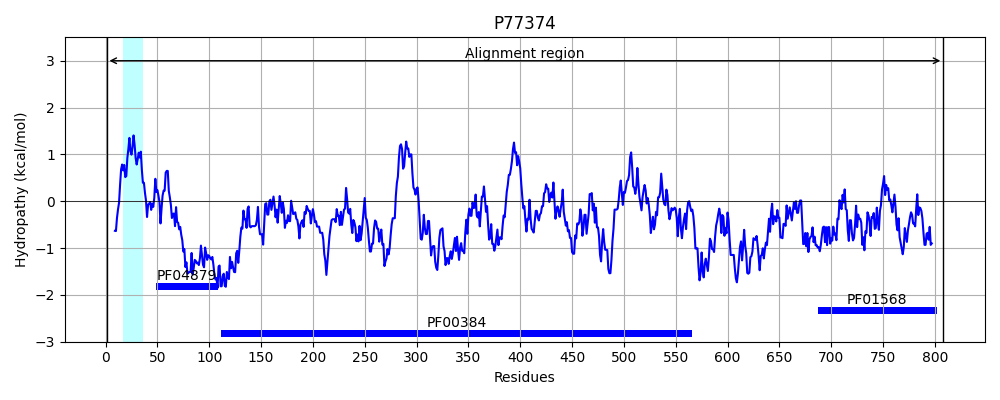 P77374
Alignment region
3
2
1
0
−1
−2
−3
Hydropathy (kcal/mol)
PF04879
PF01568
PF00384
0 50 100 150 200 250 300 350 400 450 500 550 600 650 700 750 800
Residues